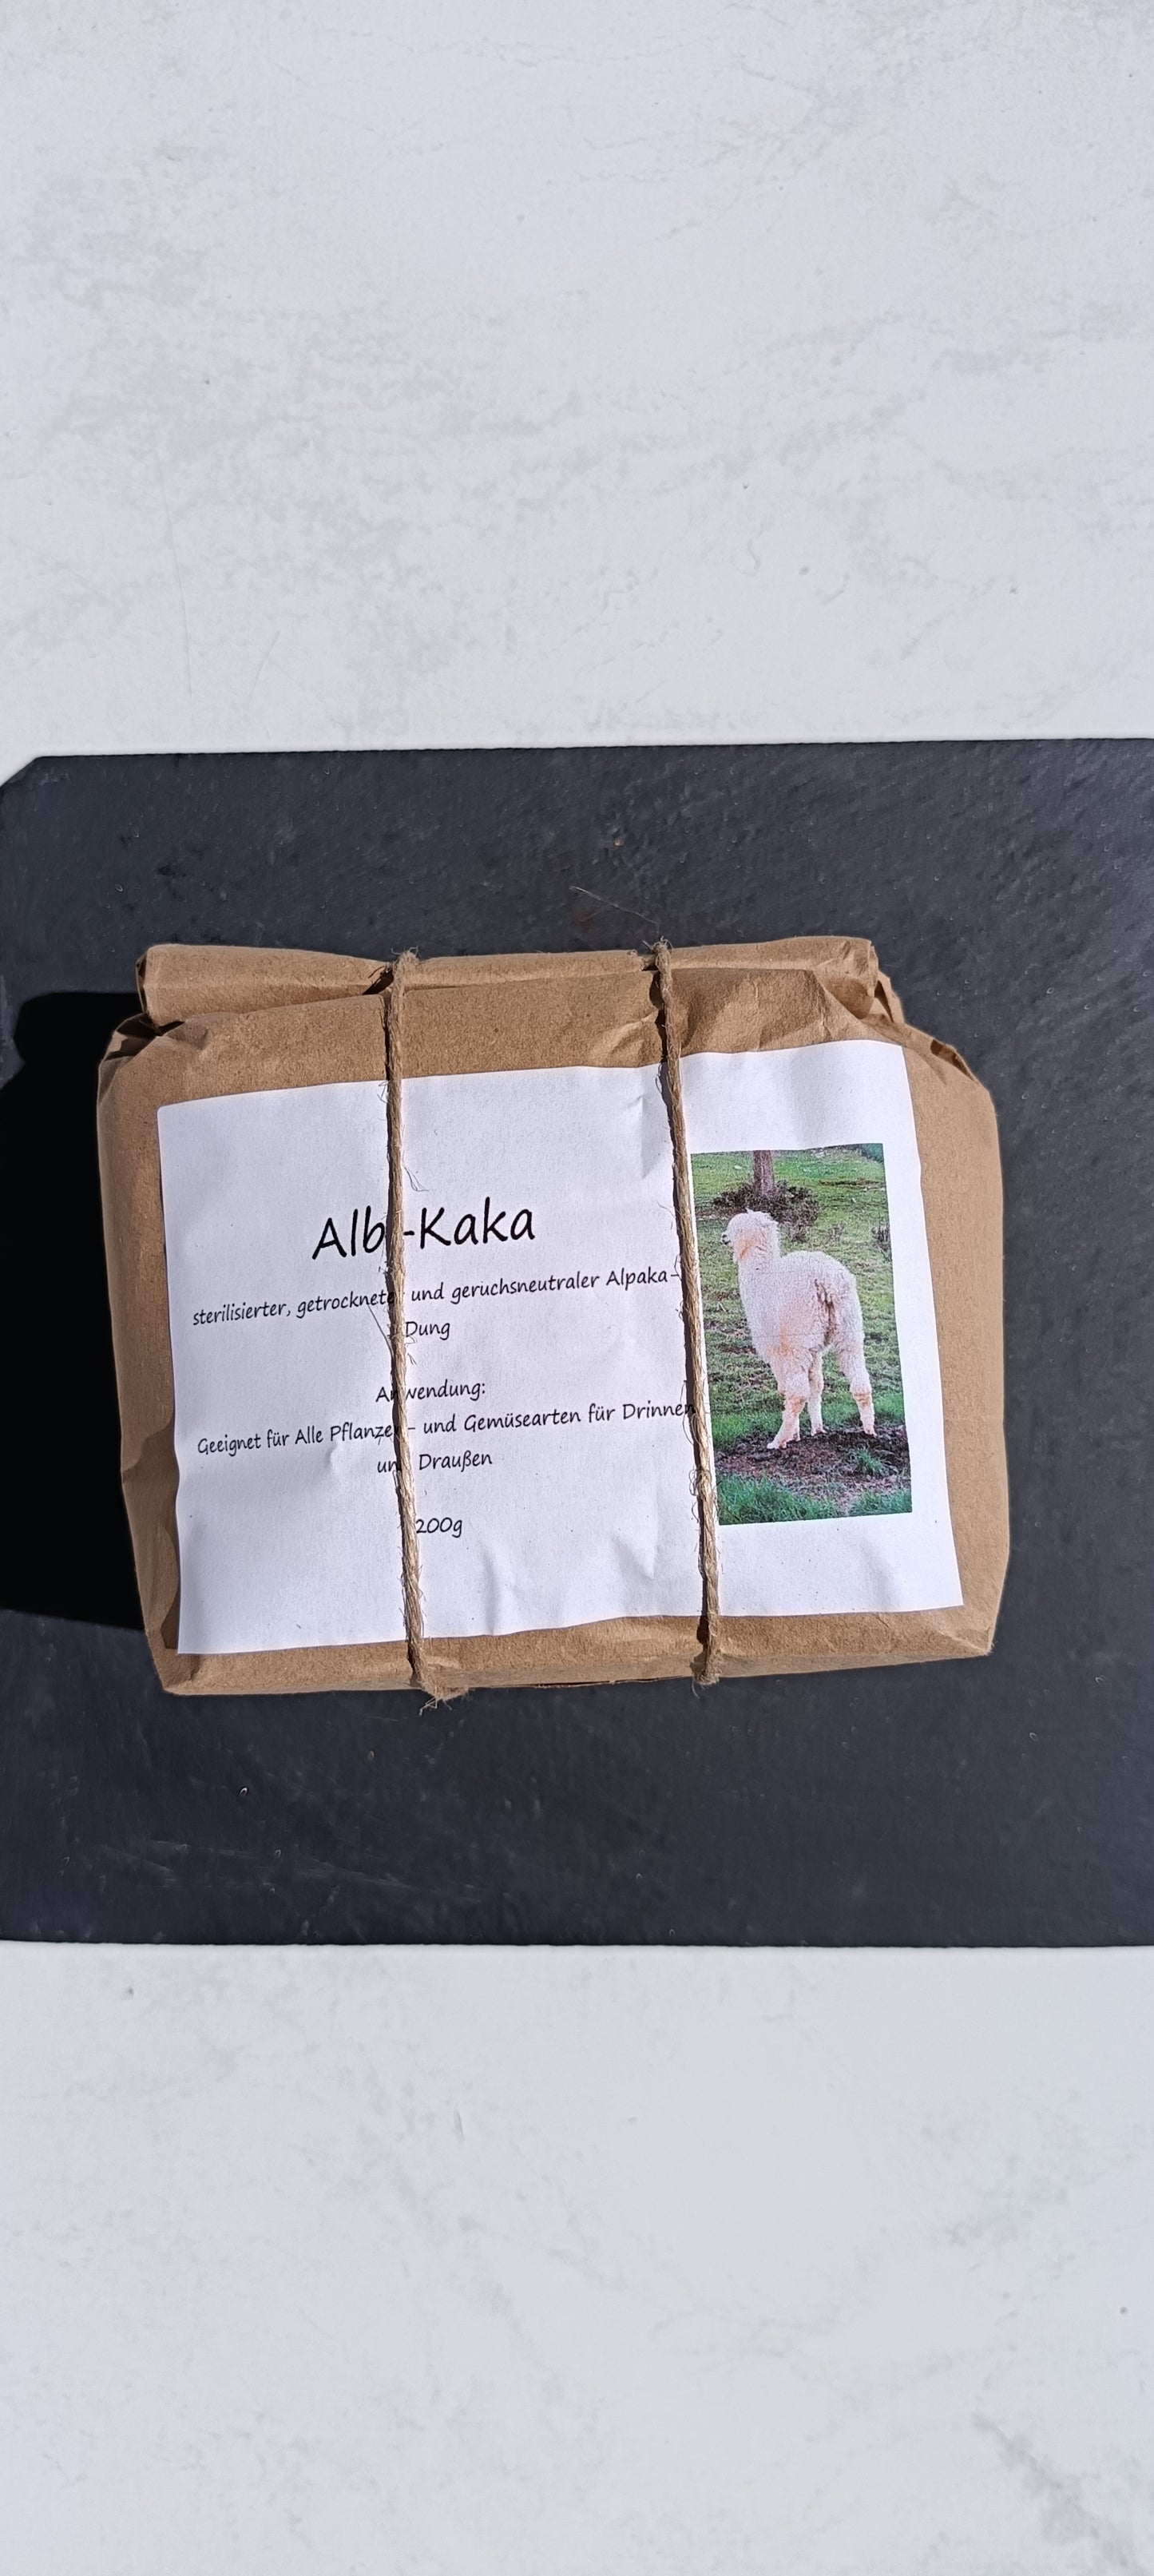 Alb-Kaka
sterilisierter, getrockneter und geruchsneutraler Alpaka-
Dung
Anwendung:
Geeignet für Alle Pflanzen- und Gemüsearten für Drinnen
und Draußen
200g